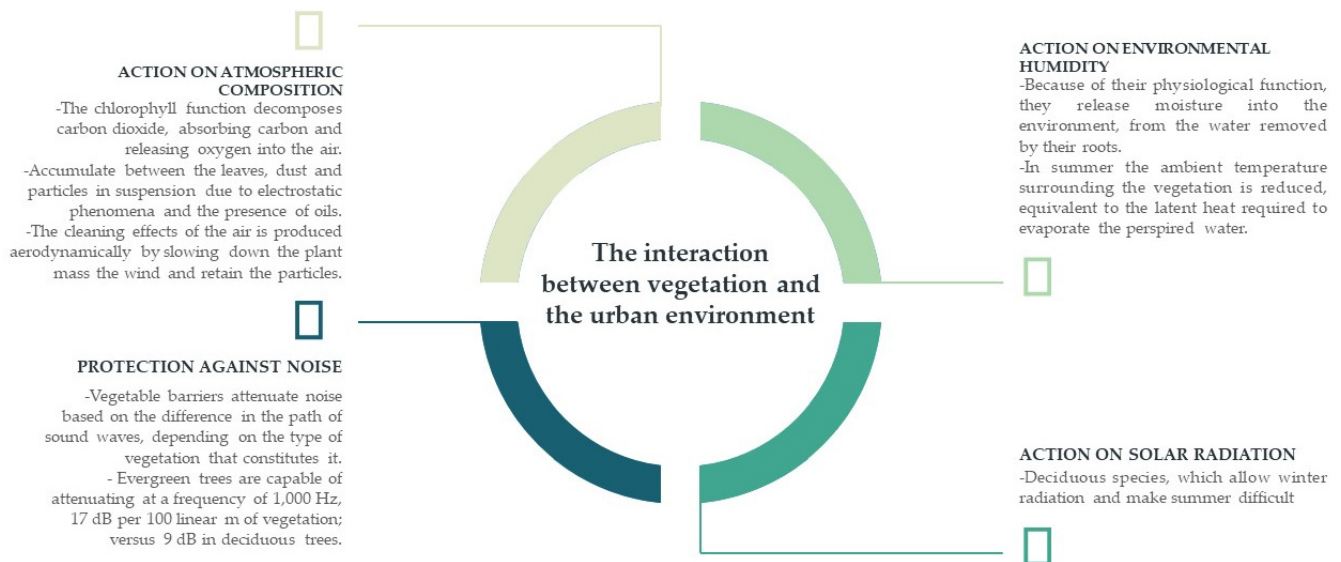 ACTION ON ATMOSPHERIC
COMPOSITION
-The chlorophyll function decomposes
carbon dioxide, absorbing carbon and
releasing oxygen into the air.
-Accumulate between the leaves, dust and
particles in suspension due to electrostatic
phenomena and the presence of oils.
-The cleaning effects of the air is produced
aerodynamically by slowing down the plant
mass the wind and retain the particles.
PROTECTION AGAINST NOISE
-Vegetable barriers attenuate noise
based on the difference in the path of
sound waves, depending on the type of
vegetation that constitutes it.
- Evergreen trees are capable of
attenuating at a frequency of 1,000 Hz,
17 dB per 100 linear m of vegetation;
versus 9 dB in deciduous trees.
The interaction
between vegetation and
the urban environment
ACTION ON ENVIRONMENTAL
HUMIDITY
-Because of their physiological function,
they release moisture into the
environment, from the water removed
by their roots.
-In summer the ambient temperature
surrounding the vegetation is reduced,
equivalent to the latent heat required to
evaporate the perspired water.
ACTION ON SOLAR RADIATION
-Deciduous species, which allow winter
radiation and make summer difficult